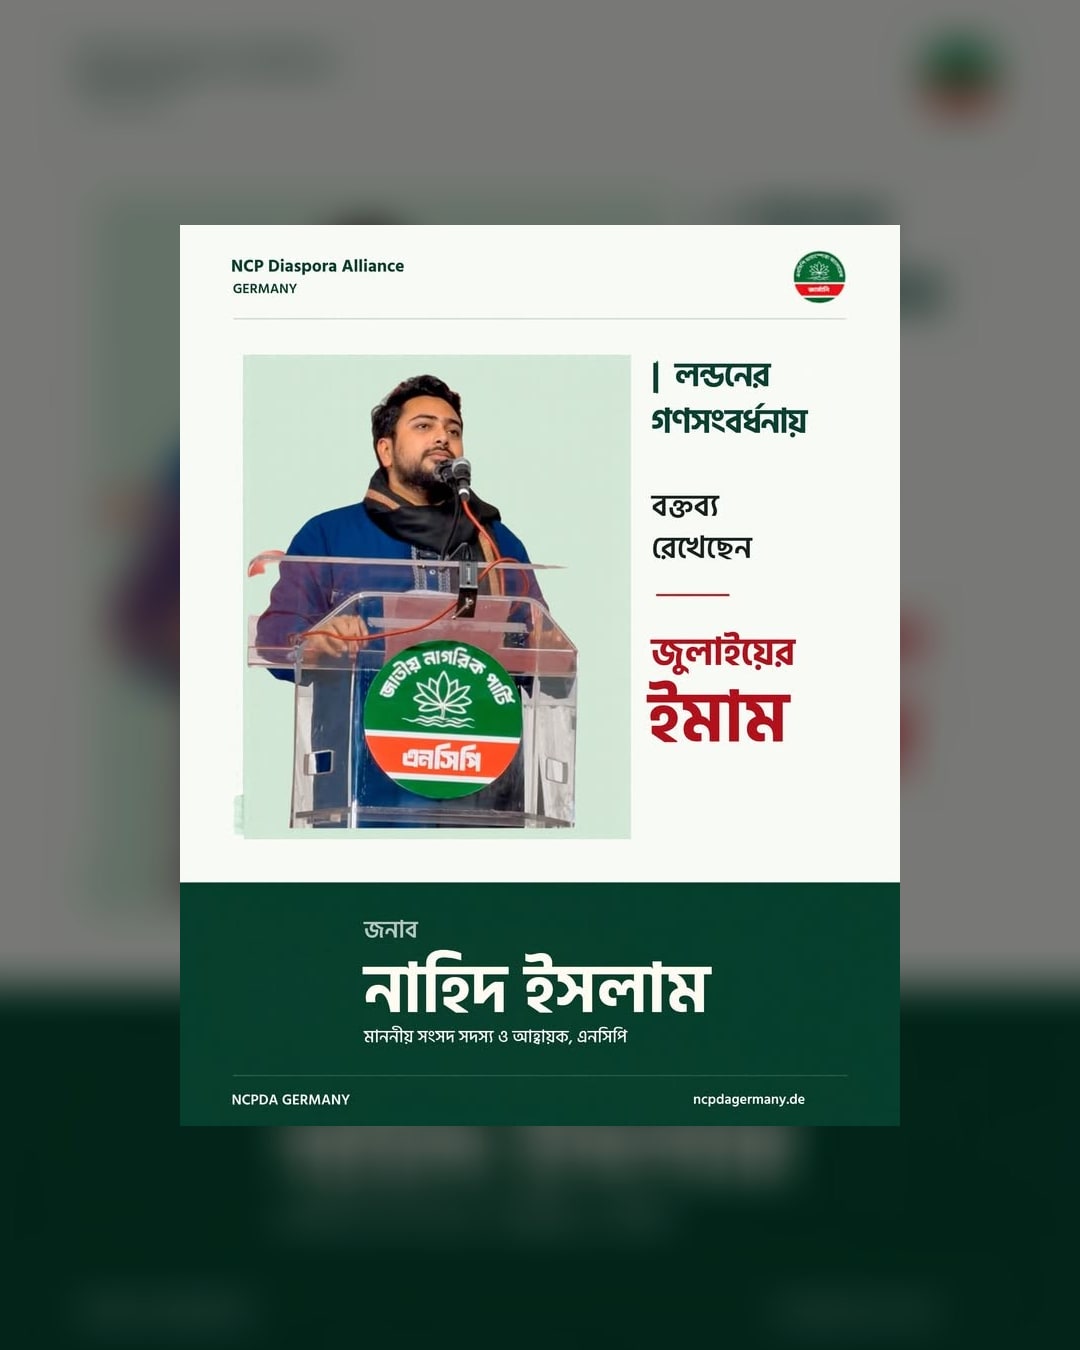 NCP Diaspora Alliance
GERMANY
জার্মানি
| লন্ডনের
গণসংবর্ধনায়
বক্তব্য
রেখেছেন
জুলাইয়ের
ইমাম
জাতীয় নাগরিক পার্টি
এনসিপি
জনাব
নাহিদ ইসলাম
মাননীয় সংসদ সদস্য ও আহ্বায়ক, এনসিপি
NCPDA GERMANY
ncpdagermany.de